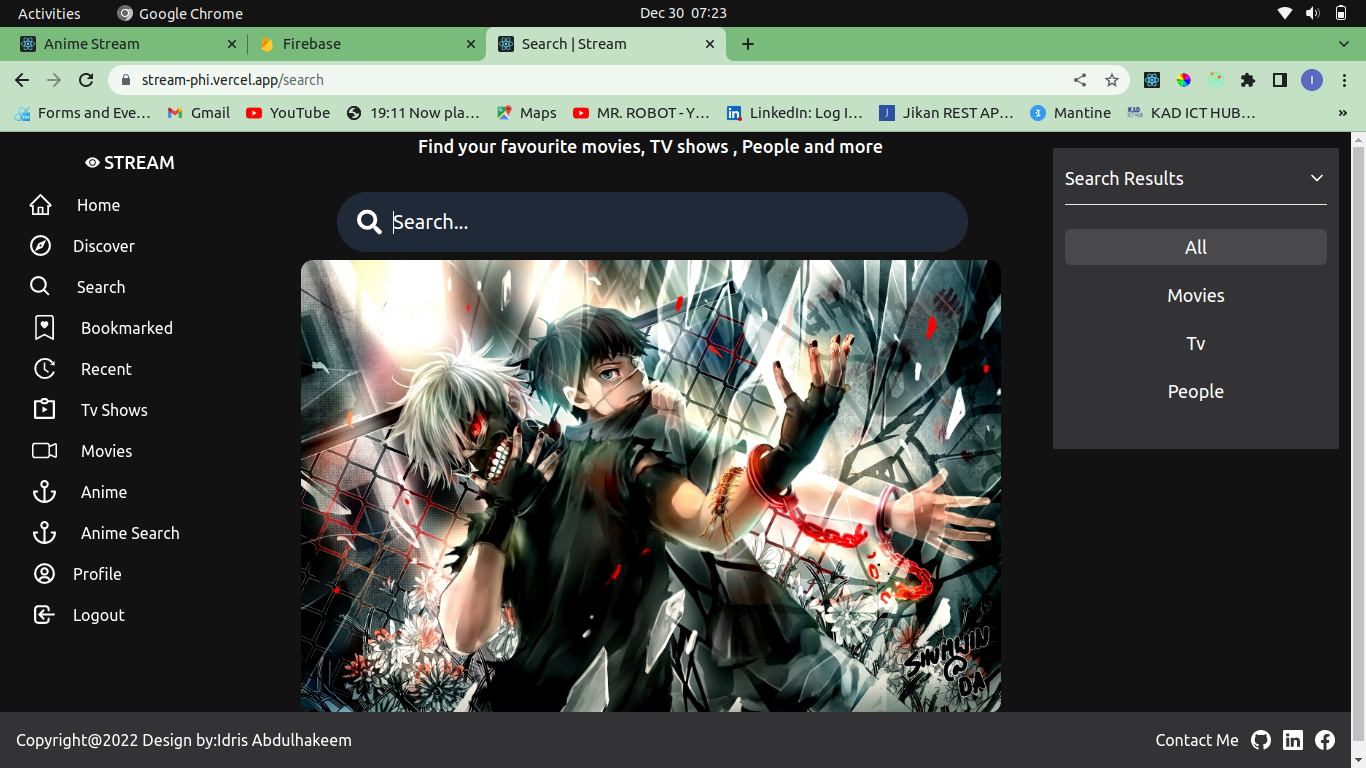 Activities Google Chrome Dec 30 07:23
Anime Stream Firebase Search | Stream
stream-phi.vercel.app/search
Forms and Eve... Gmail YouTube 19:11 Now pla... Maps MR. ROBOT - Y... LinkedIn: Log I... Jikan REST AP... Mantine KAD ICT HUB... »
STREAM
Home
Discover
Search
Bookmarked
Recent
Tv Shows
Movies
Anime
Anime Search
Profile
Logout
Find your favourite movies, TV shows , People and more
Search...
SHUMIJIN
@
DA
Search Results
All
Movies
Tv
People
Copyright@2022 Design by:Idris Abdulhakeem
Contact Me